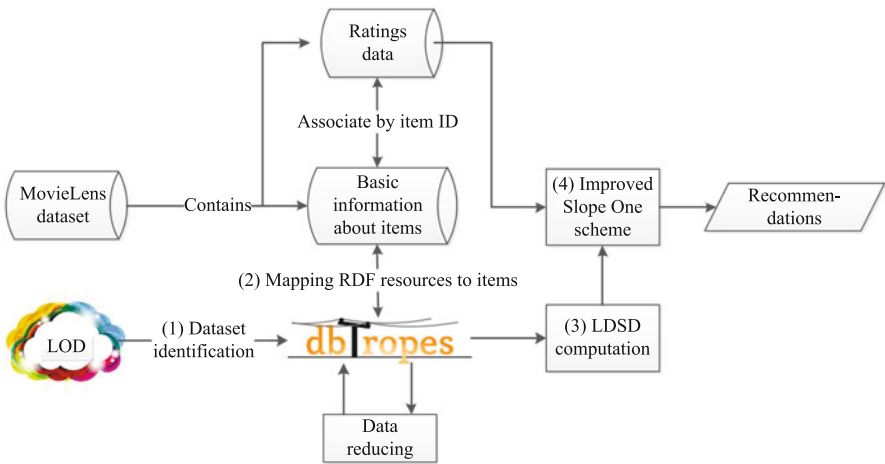 Ratings
data
Associate by item ID
MovieLens
dataset
Contains
Basic
information
about items
(4) Improved
Slope One
scheme
Recommen-
dations
(2) Mapping RDF resources to items
LOD
(1) Dataset
identification
dbTropes
(3) LDSD
computation
Data
reducing